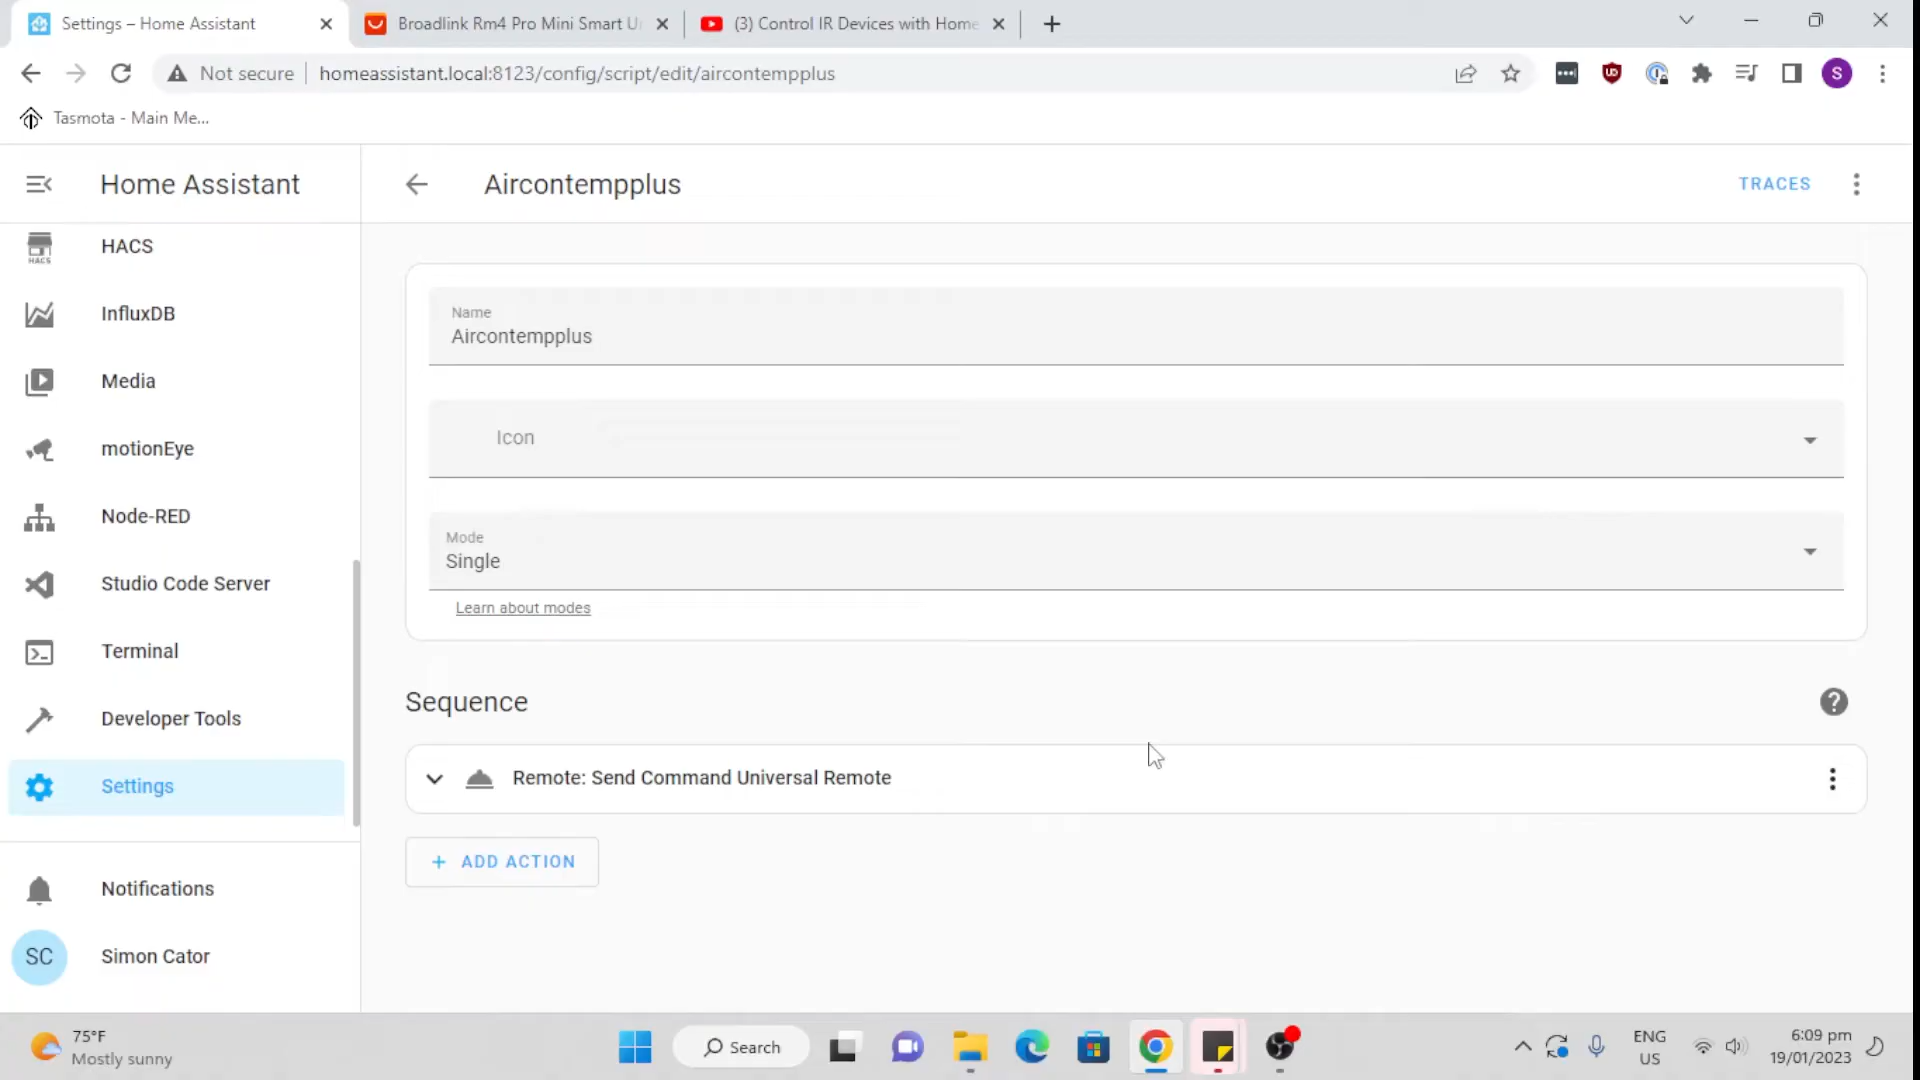 Settings – Home Assistant
Broadlink Rm4 Pro Mini Smart U
(3) Control IR Devices with Home
Not secure
homeassistant.local:8123/config/script/edit/aircontempplus
S
Tasmota - Main Me...
Home Assistant
Aircontempplus
TRACES
HACS
HACS
InfluxDB
Media
motionEye
Node-RED
Studio Code Server
Terminal
Developer Tools
Settings
Notifications
SC
Simon Cator
Name
Aircontempplus
Icon
Mode
Single
Learn about modes
Sequence
Remote: Send Command Universal Remote
+ ADD ACTION
75°F
Mostly sunny
Search
ENG
US
6:09 pm
19/01/2023